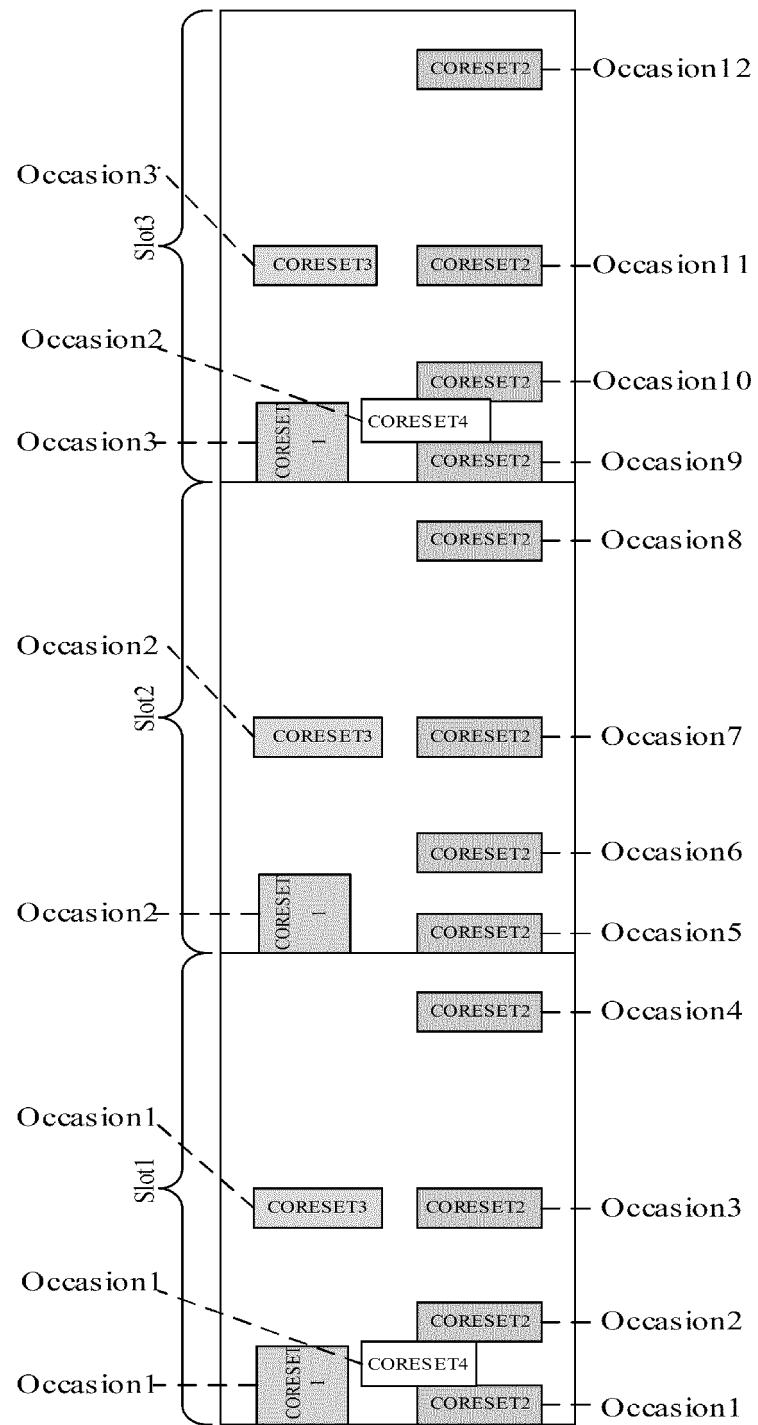 CORESET2
Occasion12
Occasion3
Slot3
CORESET3
CORESET2
Occasion11
Occasion2
CORESET2
Occasion10
CORESET4
Occasion3
CORESET
1
CORESET2
Occasion9
CORESET2
Occasion8
Occasion2
Slot2
CORESET3
CORESET2
Occasion7
CORESET2
Occasion6
Occasion2
CORESET
1
CORESET2
Occasion5
CORESET2
Occasion4
Occasion1
Slot1
CORESET3
CORESET2
Occasion3
Occasion1
CORESET2
Occasion2
CORESET4
Occasion1
CORESET
1
CORESET2
Occasion1